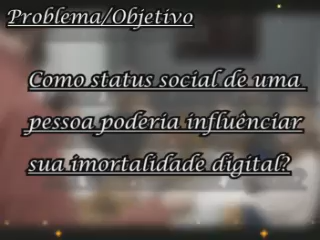 Problema/Objetivo
Como status social de uma
pessoa poderia influênciar
sua imortalidade digital?